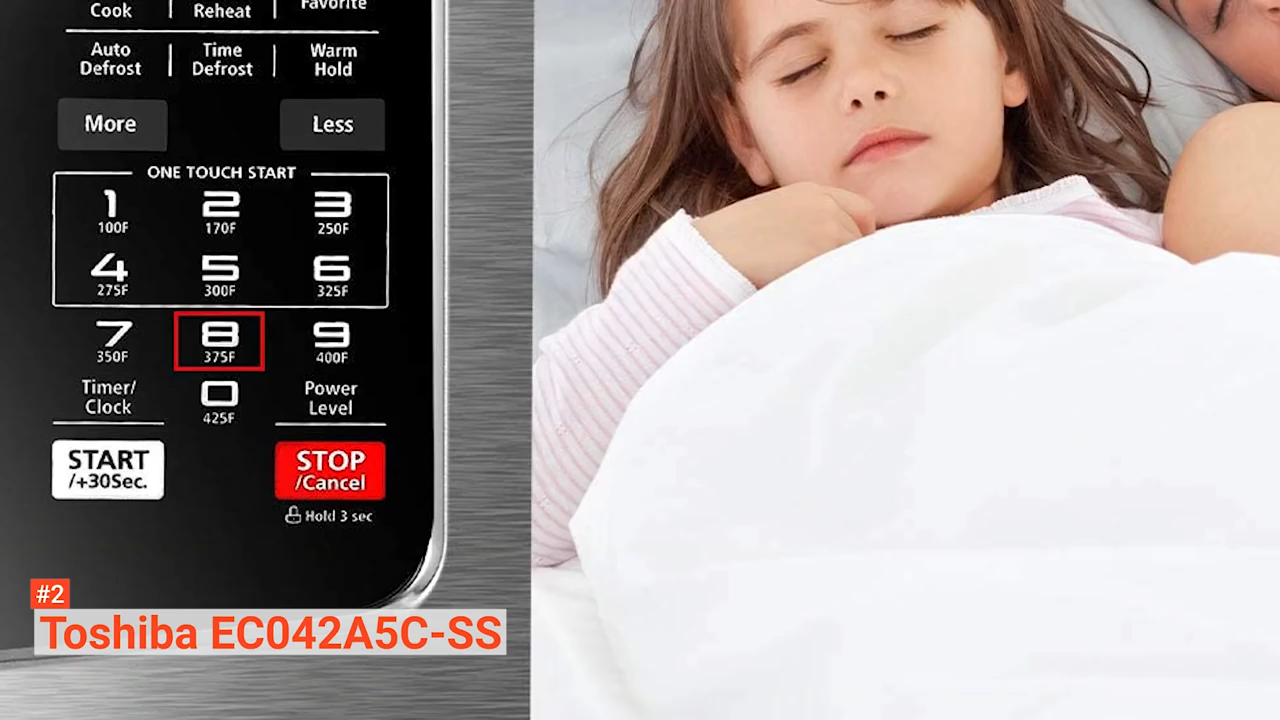 Cook
Reheat
Favorite
Auto
Defrost
Time
Defrost
Warm
Hold
More
Less
ONE TOUCH START
1
100F
2
170F
3
250F
4
275F
5
300F
6
325F
7
350F
8
375F
9
400F
Timer/
Clock
0
425F
Power
Level
START
/+30Sec.
STOP
/Cancel
Hold 3 sec
#2
Toshiba EC042A5C-SS